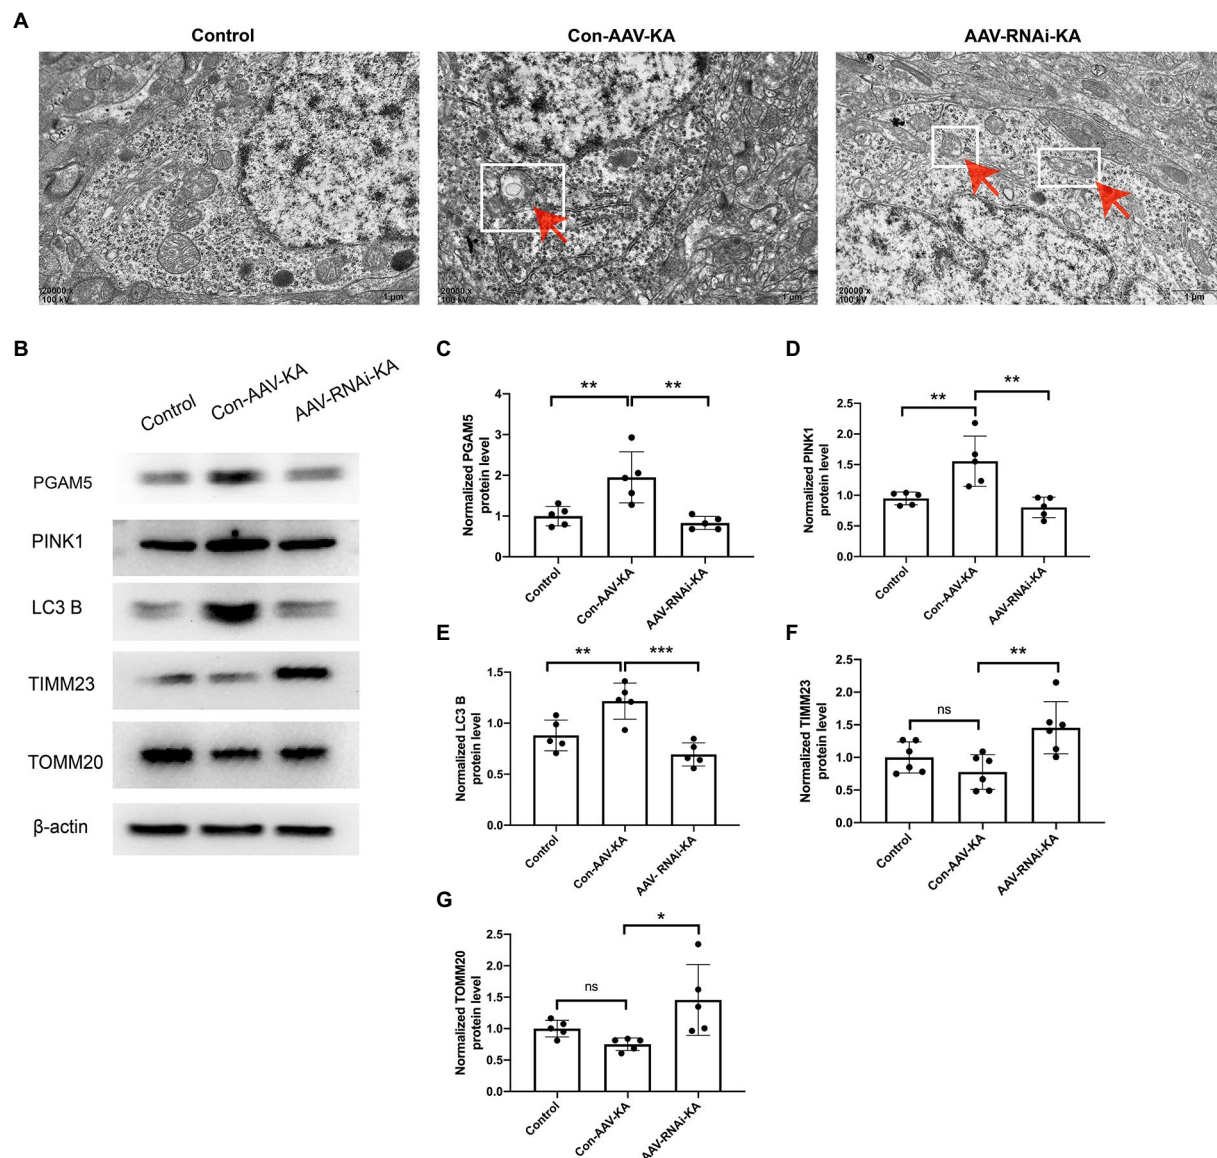 A
Control
Con-AAV-KA
AAV-RNAi-KA
20000 x
100 kV
1 µm
20000 x
100 kV
1 µm
20000 x
100 kV
1 µm
B
Control
Con-AAV-KA
AAV-RNAi-KA
PGAM5
PINK1
LC3 B
TIMM23
TOMM20
β-actin
C
Normalized PGAM5
protein level
4
3
2
1
0
**
**
Control
Con-AAV-KA
AAV-RNAi-KA
D
Normalized PINK1
protein level
2.5
2.0
1.5
1.0
0.5
0.0
**
**
Control
Con-AAV-KA
AAV-RNAi-KA
E
Normalized LC3 B
protein level
1.5
1.0
0.5
0.0
**
***
Control
Con-AAV-KA
AAV- RNAi-KA
F
Normalized TIMM23
protein level
2.5
2.0
1.5
1.0
0.5
0.0
ns
**
Control
Con-AAV-KA
AAV-RNAi-KA
G
Normalized TOMM20
protein level
2.5
2.0
1.5
1.0
0.5
0.0
ns
*
Control
Con-AAV-KA
AAV-RNAi-KA